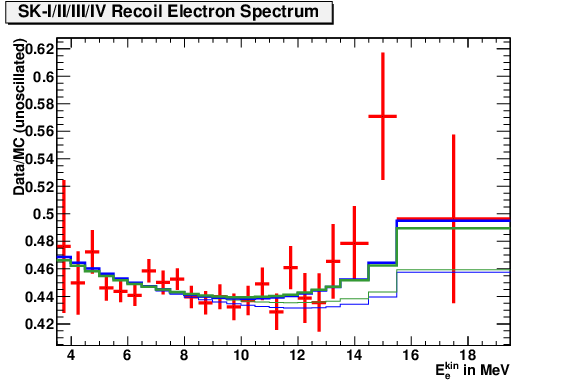 SK-I/II/III/IV Recoil Electron Spectrum
Data/MC (unoscillated)
0.62
0.6
0.58
0.56
0.54
0.52
0.5
0.48
0.46
0.44
0.42
4 6 8 10 12 14 16 18
E_e^kin in MeV